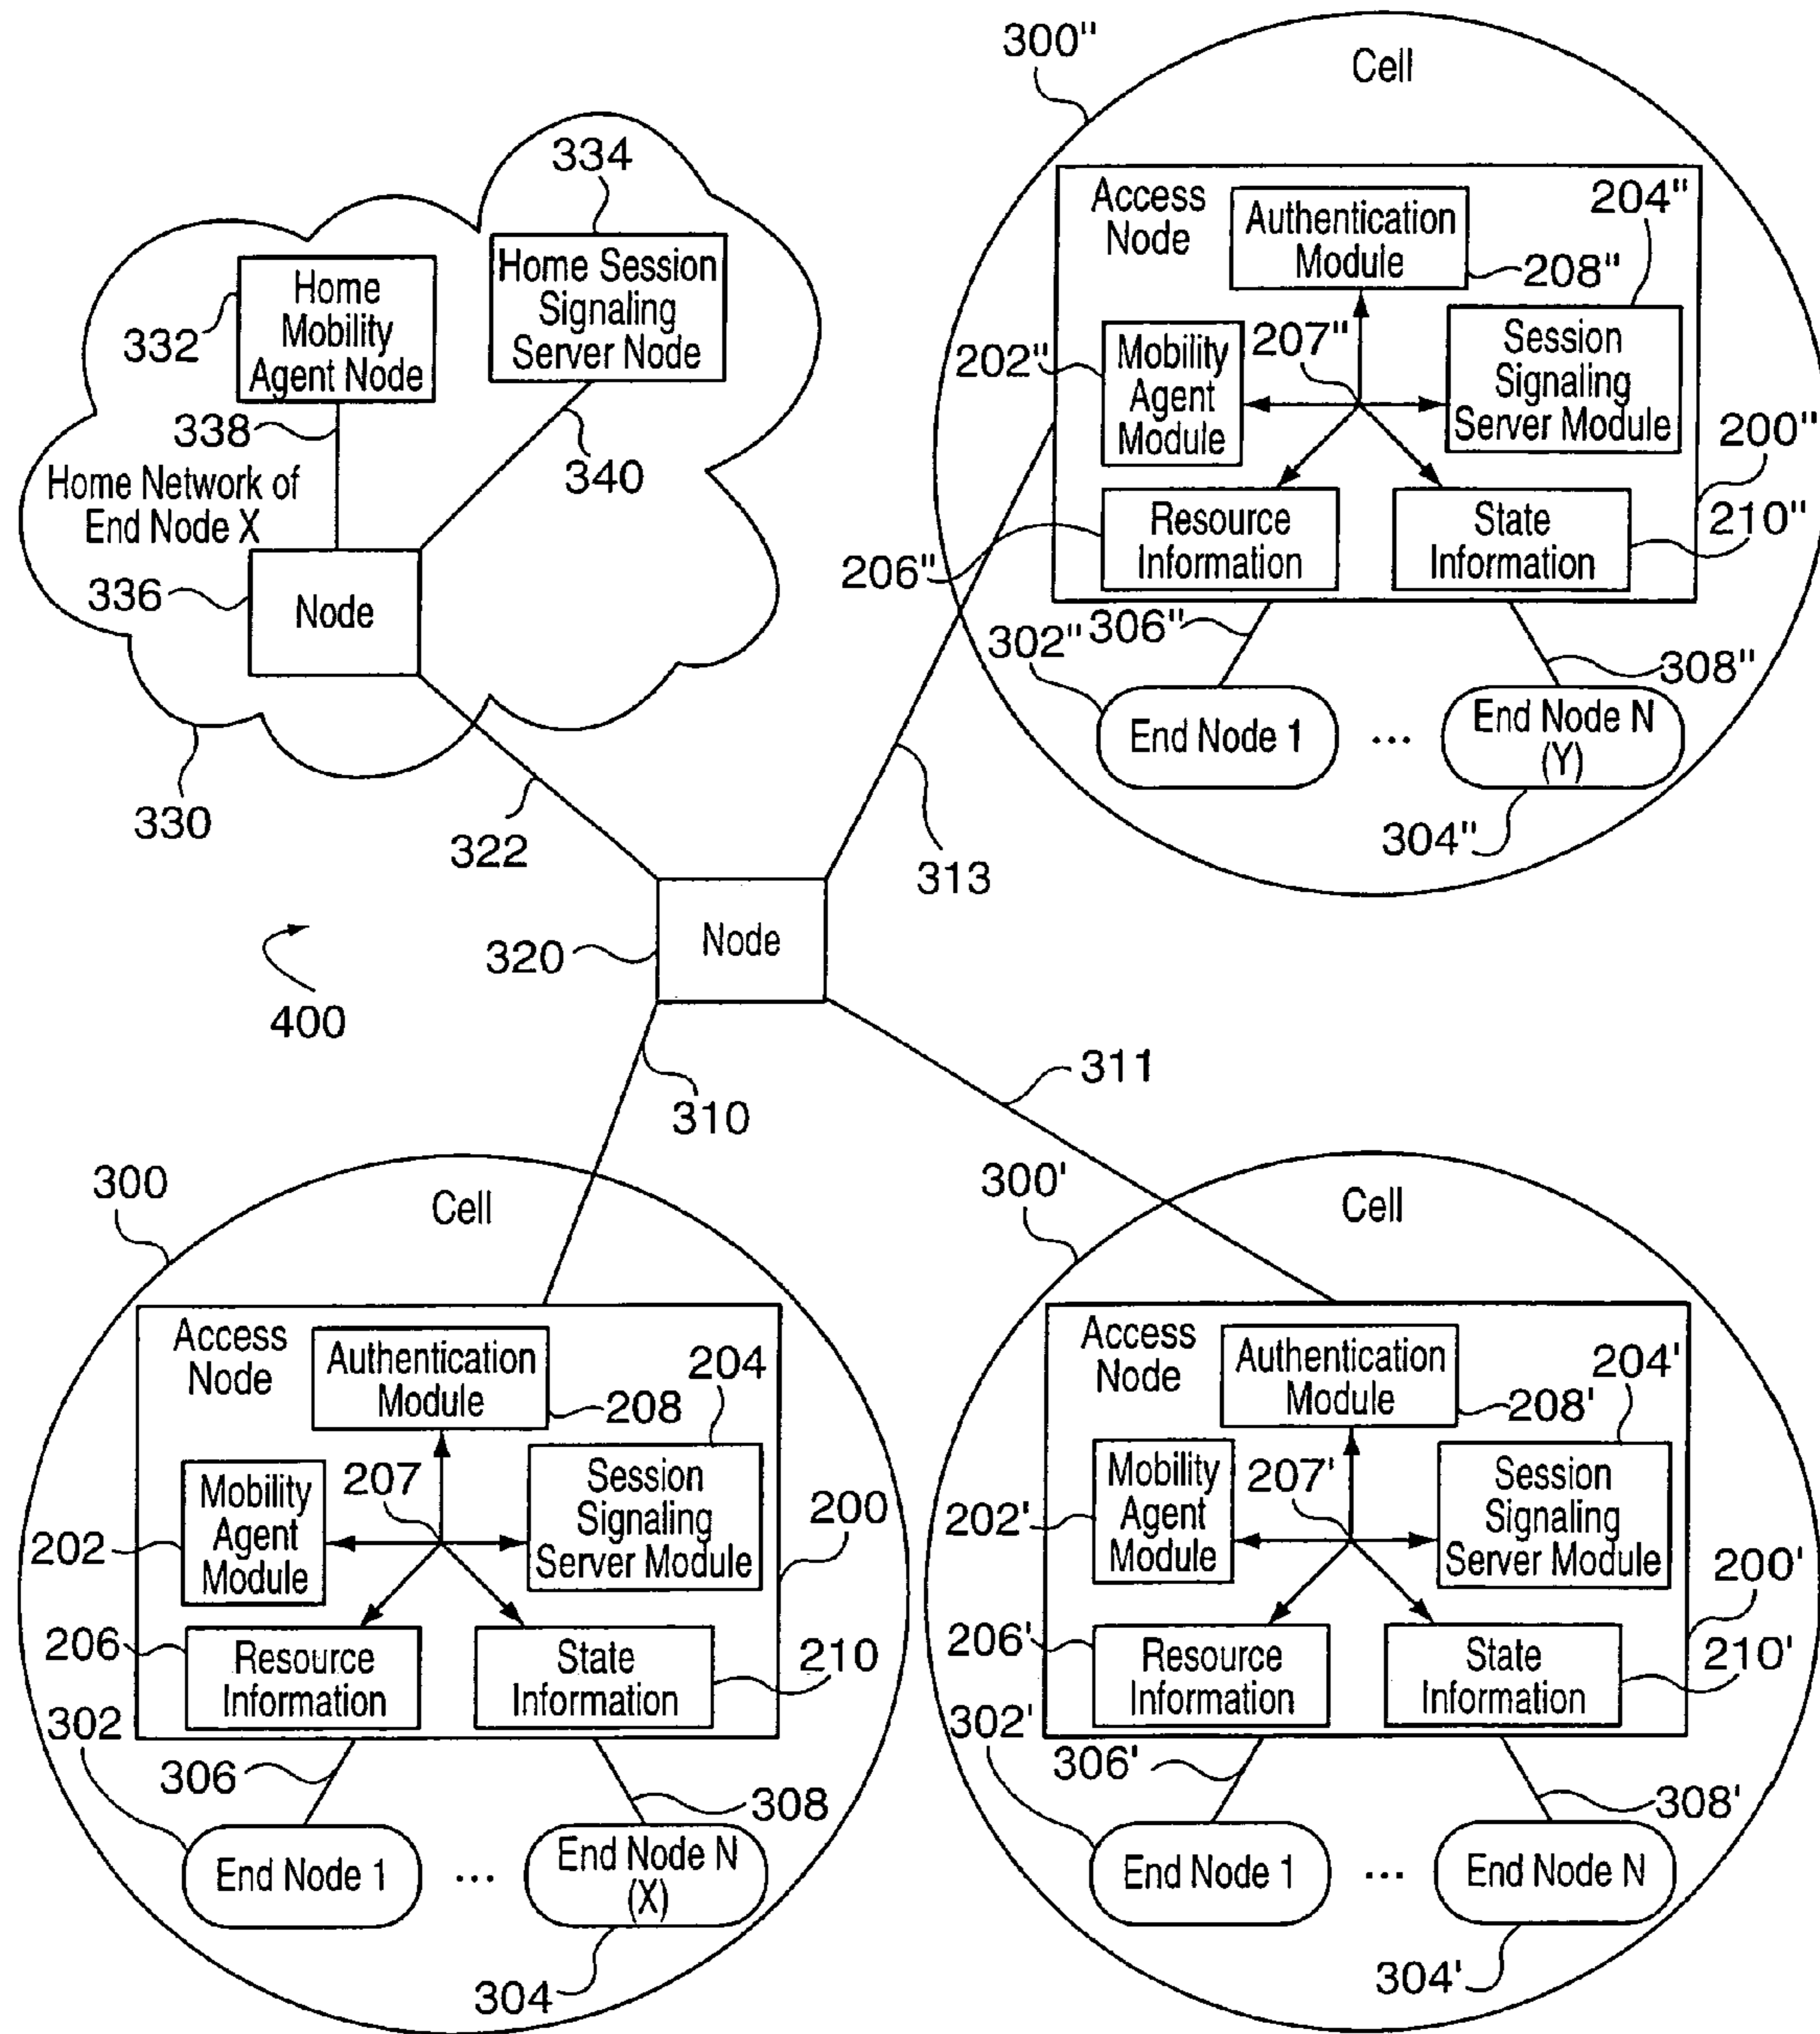 300"
Cell
334
Access
Node
Authentication
Module
204"
208"
Home
Mobility
Agent Node
332
Home Session
Signaling
Server Node
202"
Mobility
Agent
Module
207"
Session
Signaling
Server Module
338
340
200"
Home Network of
End Node X
206"
Resource
Information
State
Information
210"
336
Node
306"
302"
308"
End Node 1
...
End Node N
(Y)
330
322
313
304"
320
Node
400
310
311
300
Cell
Access
Node
Authentication
Module
204
208
Mobility
Agent
Module
207
Session
Signaling
Server Module
200
202
206
Resource
Information
State
Information
210
302
306
308
End Node 1
...
End Node N
(X)
304
300'
Cell
Access
Node
Authentication
Module
204'
208'
Mobility
Agent
Module
207'
Session
Signaling
Server Module
202'
200'
206'
Resource
Information
State
Information
210'
302'
306'
308'
End Node 1
...
End Node N
304'